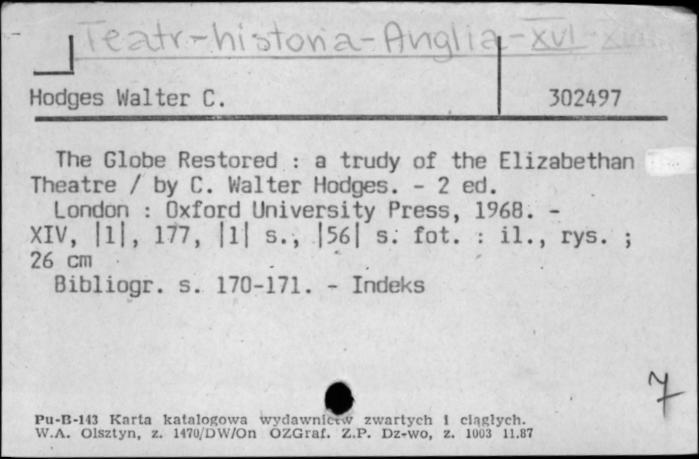 Teatr-historia-Anglia-XVI-
Hodges Walter C. 302497
The Globe Restored : a trudy of the Elizabethan
Theatre / by C. Walter Hodges. - 2 ed.
London : Oxford University Press, 1968. -
XIV, |1|, 177, |1| s., |56| s. fot. : il., rys. ;
26 cm
Bibliogr. s. 170-171. - Indeks
7
Pu-B-143 Karta katalogowa wydawnictw zwartych i ciągłych.
W.A. Olsztyn, z. 1470/DW/On OZGraf. Z.P. Dz-wo, z. 1003 11.87